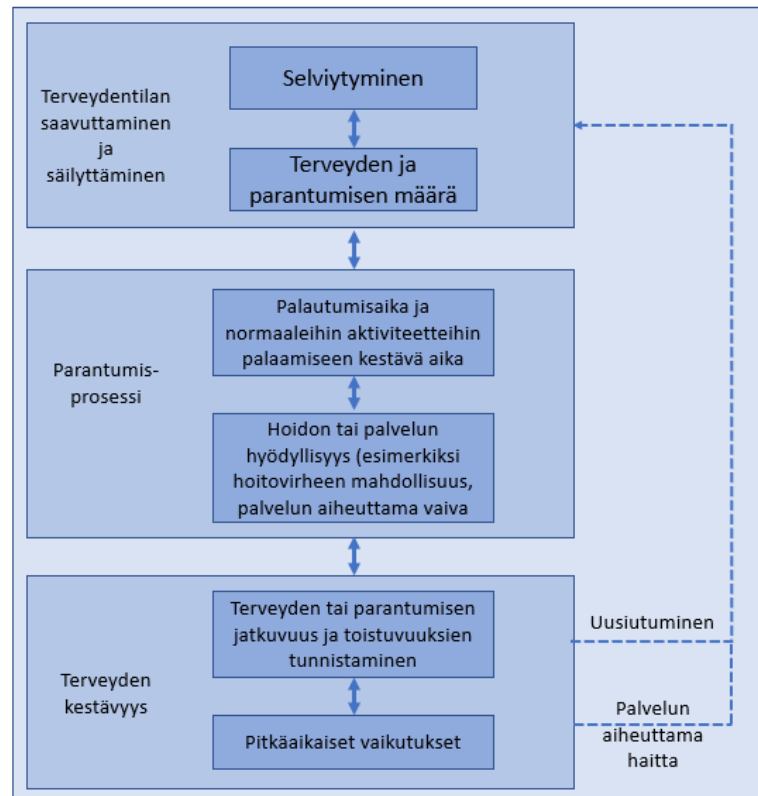 Terveydentilan
saavuttaminen
ja
säilyttäminen
Selviytyminen
Terveyden ja
parantumisen määrä
Parantumis-
prosessi
Palautumisaika ja
normaaleihin aktiviteetteihin
palaamiseen kestävä aika
Hoidon tai palvelun
hyödyllisyys (esimerkiksi
hoitovirheen mahdollisuus,
palvelun aiheuttama vaiva
Terveyden
kestävyys
Terveyden tai parantumisen
jatkuvuus ja toistuvuuksien
tunnistaminen
Pitkäaikaiset vaikutukset
Uusiutuminen
Palvelun
aiheuttama
haitta